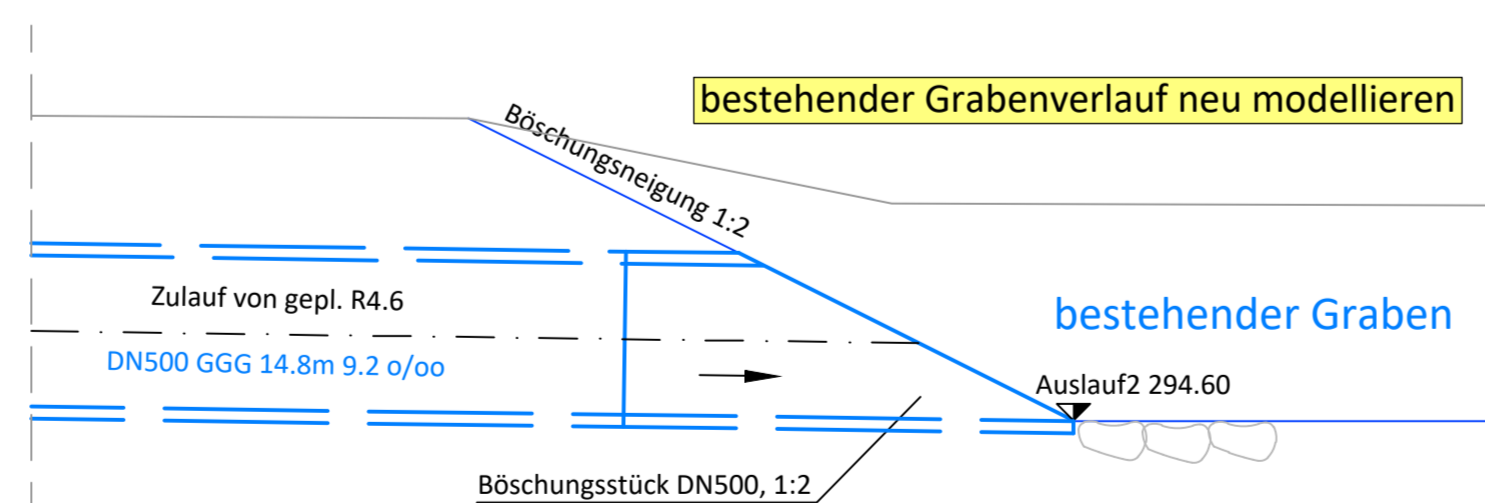 bestehender Grabenverlauf neu modellieren
Böschungsneigung 1:2
Zulauf von gepl. R4.6
bestehender Graben
DN500 GGG 14.8m 9.2 o/oo
Auslauf2 294.60
Böschungsstück DN500, 1:2